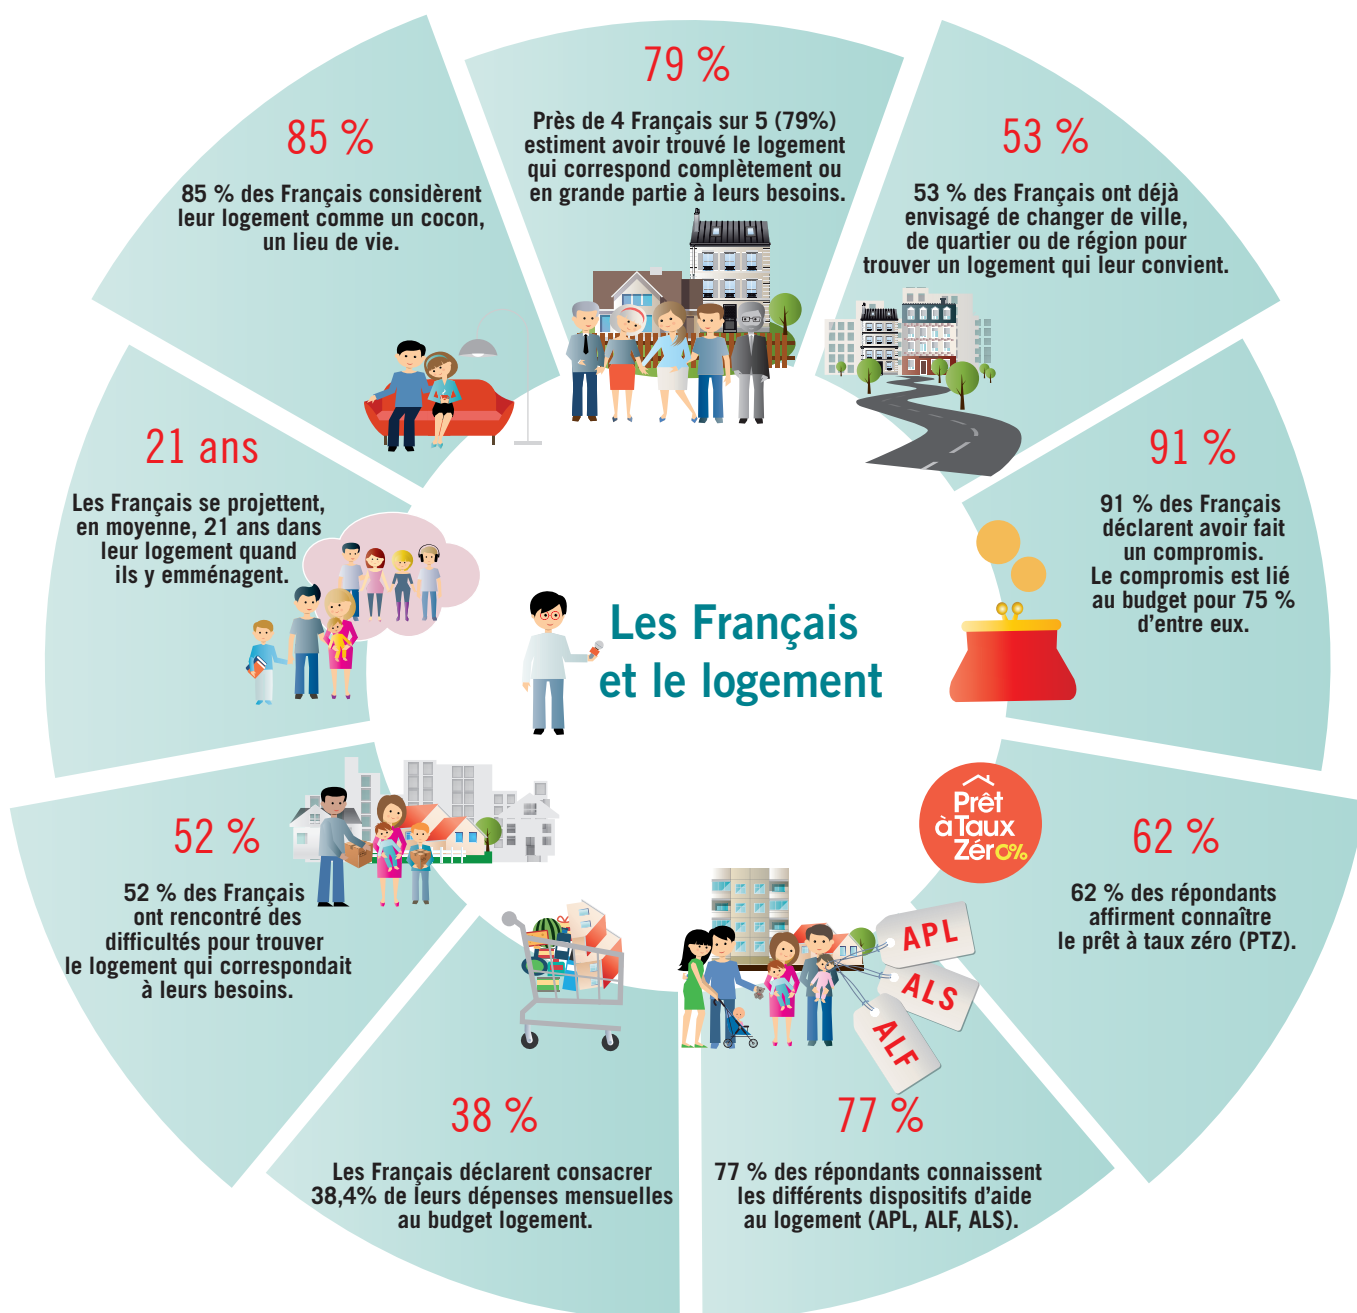 79 %
Près de 4 Français sur 5 (79%)
estiment avoir trouvé le logement
qui correspond complètement ou
en grande partie à leurs besoins.
53 %
53 % des Français ont déjà
envisagé de changer de ville,
de quartier ou de région pour
trouver un logement qui leur convient.
91 %
91 % des Français
déclarent avoir fait
un compromis.
Le compromis est lié
au budget pour 75 %
d'entre eux.
Prêt
à Taux
Zér0%
62 %
62 % des répondants
affirment connaître
le prêt à taux zéro (PTZ).
APL
ALS
ALF
77 %
77 % des répondants connaissent
les différents dispositifs d'aide
au logement (APL, ALF, ALS).
38 %
Les Français déclarent consacrer
38,4% de leurs dépenses mensuelles
au budget logement.
52 %
52 % des Français
ont rencontré des
difficultés pour trouver
le logement qui correspondait
à leurs besoins.
21 ans
Les Français se projettent,
en moyenne, 21 ans dans
leur logement quand
ils y emménagent.
85 %
85 % des Français considèrent
leur logement comme un cocon,
un lieu de vie.
Les Français
et le logement